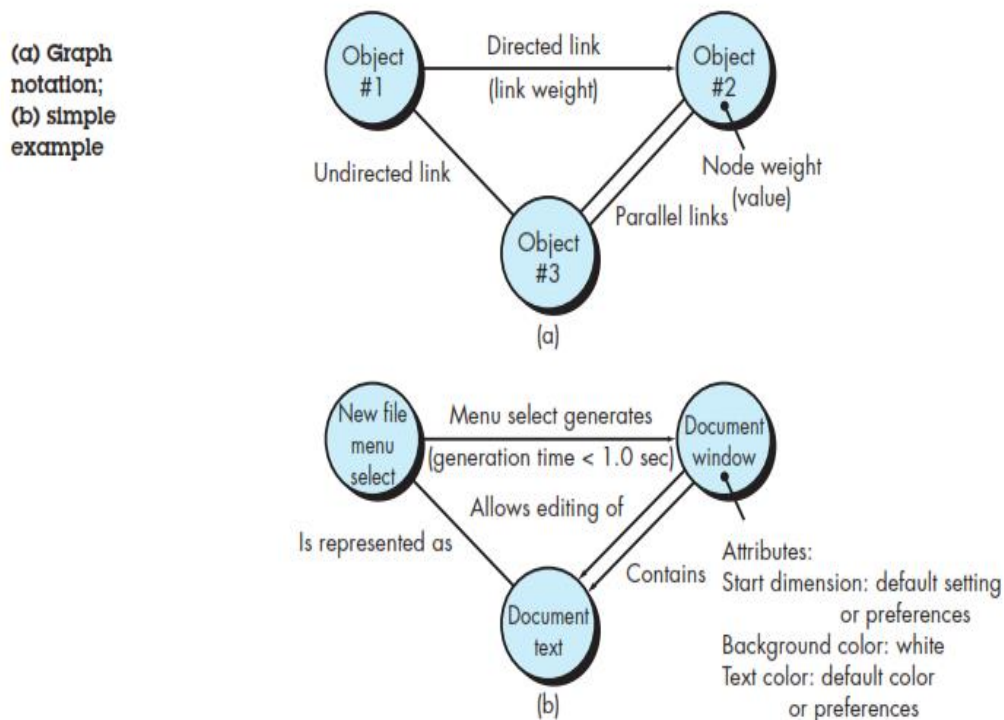 (a) Graph
notation;
(b) simple
example
Object
#1
Directed link
(link weight)
Object
#2
Undirected link
Node weight
(value)
Parallel links
Object
#3
(a)
New file
menu
select
Menu select generates
(generation time < 1.0 sec)
Document
window
Allows editing of
Is represented as
Contains
Attributes:
Start dimension: default setting
or preferences
Background color: white
Text color: default color
or preferences
Document
text
(b)